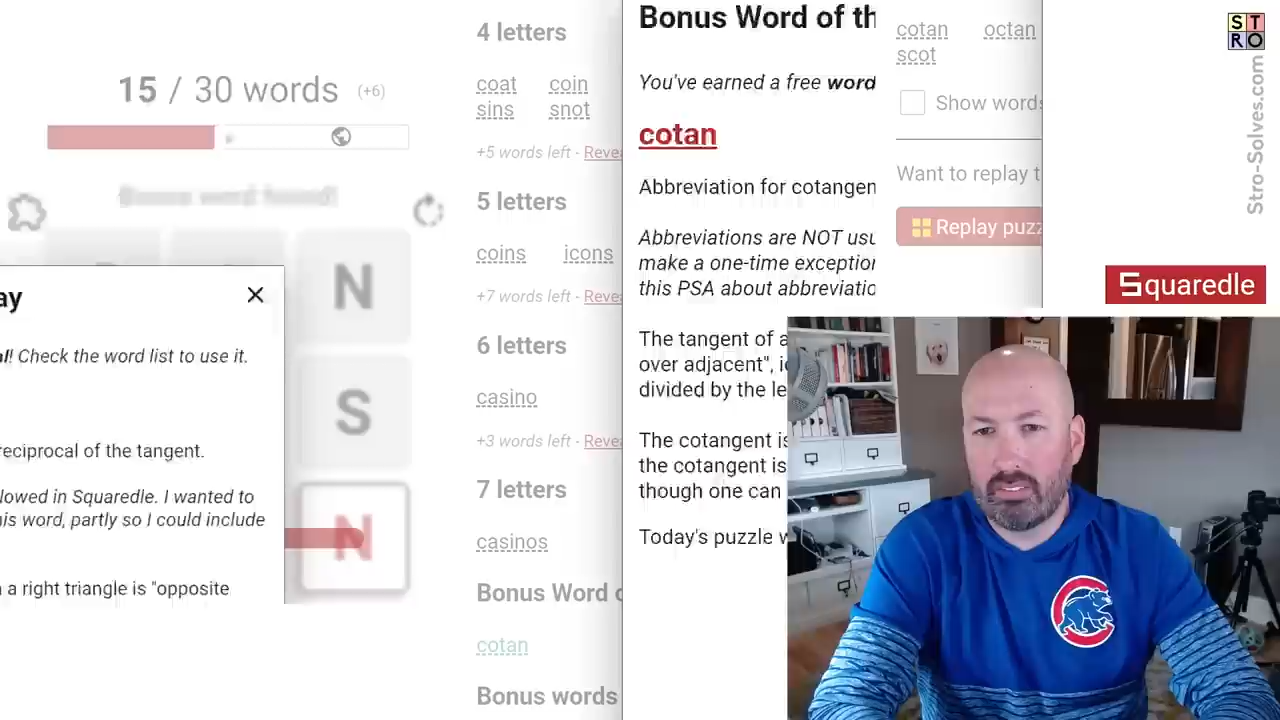 15 / 30 words (+6)
N
S
N
ay
al! Check the word list to use it.
reciprocal of the tangent.
lowed in Squaredle. I wanted to
his word, partly so I could include
n a right triangle is "opposite
4 letters
coat coin
sins snot
+5 words left - Reve
5 letters
coins icons
+7 words left - Reve
6 letters
casino
+3 words left - Reve
7 letters
casinos
Bonus Word o
cotan
Bonus words
Bonus Word of th
You've earned a free word
cotan
Abbreviation for cotangen
Abbreviations are NOT usu
make a one-time exception
this PSA about abbreviatio
The tangent of a
over adjacent", i
divided by the le
The cotangent is
the cotangent is
though one can
Today's puzzle w
cotan octan
scot
Show words
Want to replay t
Replay puzz
S T
R O
Stro-Solves.com
Squaredle